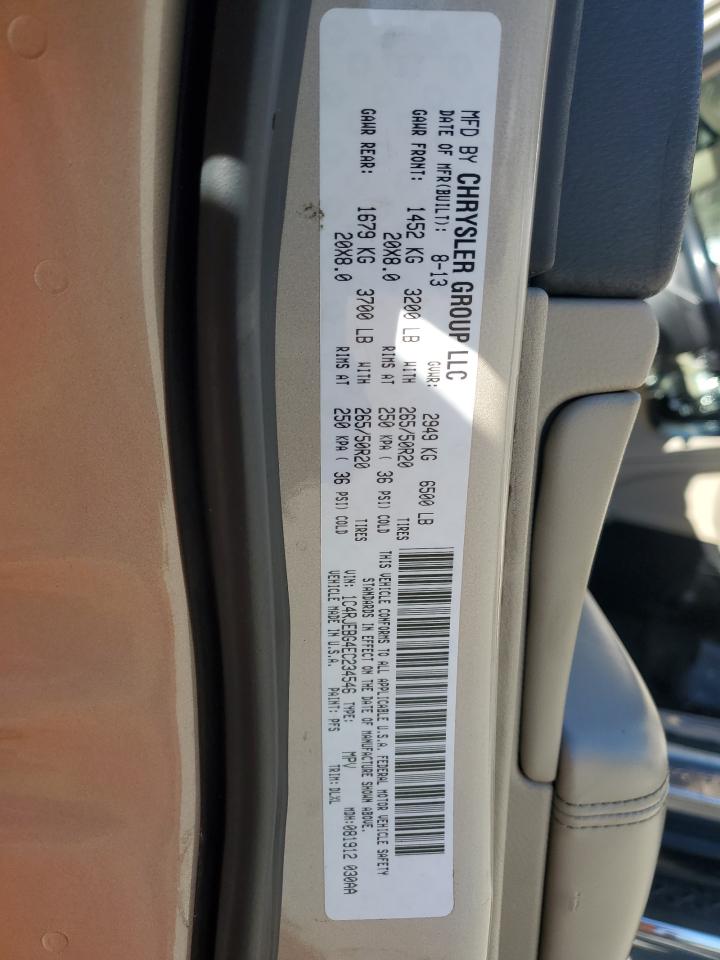 MFD BY CHRYSLER GROUP LLC
DATE OF MFR(BUILT): 8-13 GVWR: 2949 KG 6500 LB
GAWR FRONT: 1452 KG 3200 LB WITH 265/50R20 TIRES
20X8.0 RIMS AT 250 KPA ( 36 PSI) COLD
GAWR REAR: 1679 KG 3700 LB WITH 265/50R20 TIRES
20X8.0 RIMS AT 250 KPA ( 36 PSI) COLD
THIS VEHICLE CONFORMS TO ALL APPLICABLE U.S.A. FEDERAL MOTOR VEHICLE SAFETY
STANDARDS IN EFFECT ON THE DATE OF MANUFACTURE SHOWN ABOVE.
VIN: 1C4RJEBG4EC234546 TYPE: MPV MDH:081912 030AA
VEHICLE MADE IN U.S.A. PAINT: PFS TRIM: DLXL